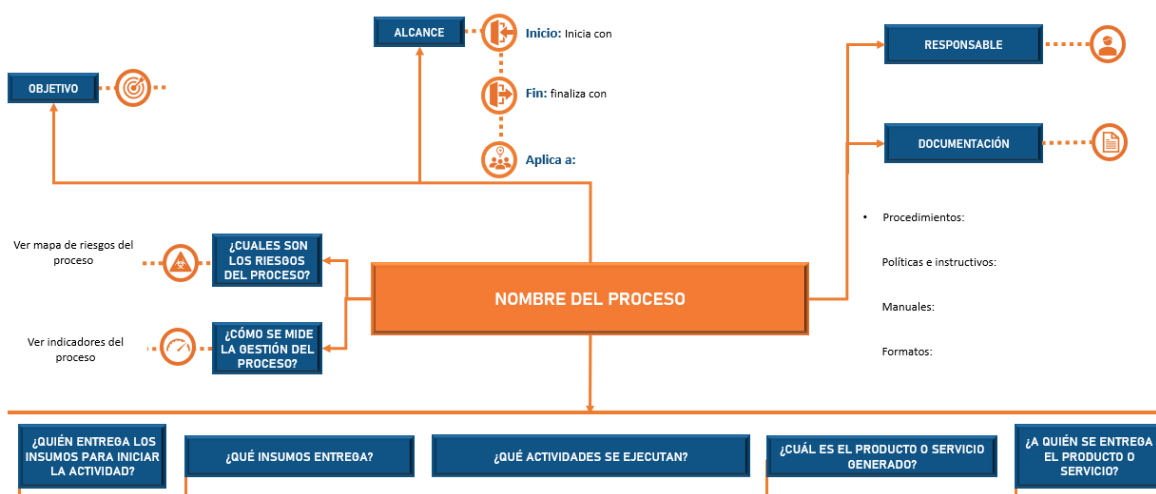 ALCANCE
Inicio: Inicia con
Fin: finaliza con
Aplica a:
OBJETIVO
RESPONSABLE
DOCUMENTACIÓN
• Procedimientos:
Políticas e instructivos:
Manuales:
Formatos:
Ver mapa de riesgos del
proceso
¿CUALES SON
LOS RIESGOS
DEL PROCESO?
NOMBRE DEL PROCESO
Ver indicadores del
proceso
¿CÓMO SE MIDE
LA GESTIÓN DEL
PROCESO?
¿QUIÉN ENTREGA LOS
INSUMOS PARA INICIAR
LA ACTIVIDAD?
¿QUÉ INSUMOS ENTREGA?
¿QUÉ ACTIVIDADES SE EJECUTAN?
¿CUÁL ES EL PRODUCTO O SERVICIO
GENERADO?
¿A QUIÉN SE ENTREGA
EL PRODUCTO O
SERVICIO?